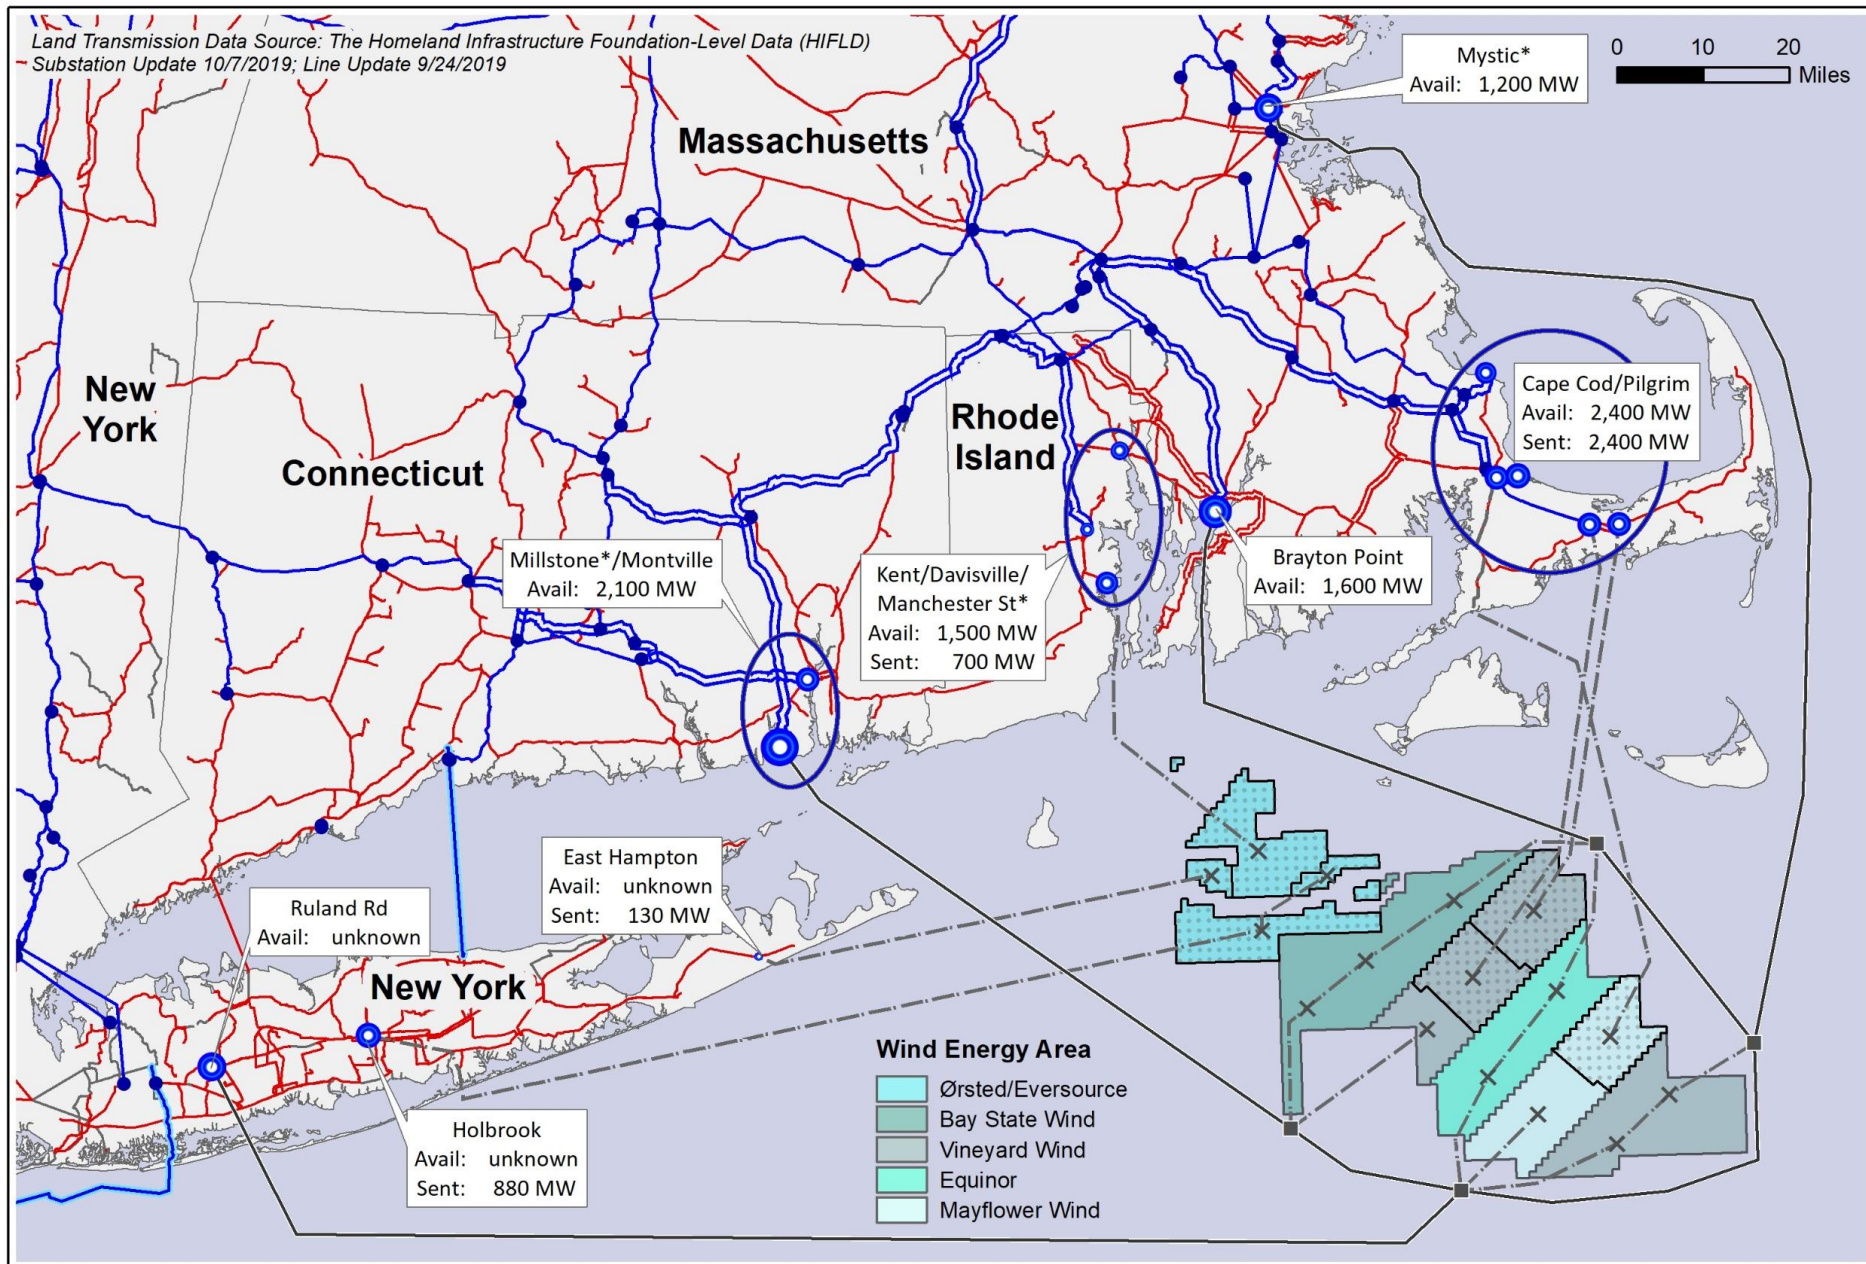 Land Transmission Data Source: The Homeland Infrastructure Foundation-Level Data (HIFLD)
Substation Update 10/7/2019; Line Update 9/24/2019
Mystic*
Avail: 1,200 MW
0 10 20
Miles
Massachusetts
New
York
Connecticut
Rhode
Island
Cape Cod/Pilgrim
Avail: 2,400 MW
Sent: 2,400 MW
Millstone*/Montville
Avail: 2,100 MW
Kent/Davisville/
Manchester St*
Avail: 1,500 MW
Sent: 700 MW
Brayton Point
Avail: 1,600 MW
East Hampton
Avail: unknown
Sent: 130 MW
Ruland Rd
Avail: unknown
New York
Holbrook
Avail: unknown
Sent: 880 MW
Wind Energy Area
Ørsted/Eversource
Bay State Wind
Vineyard Wind
Equinor
Mayflower Wind